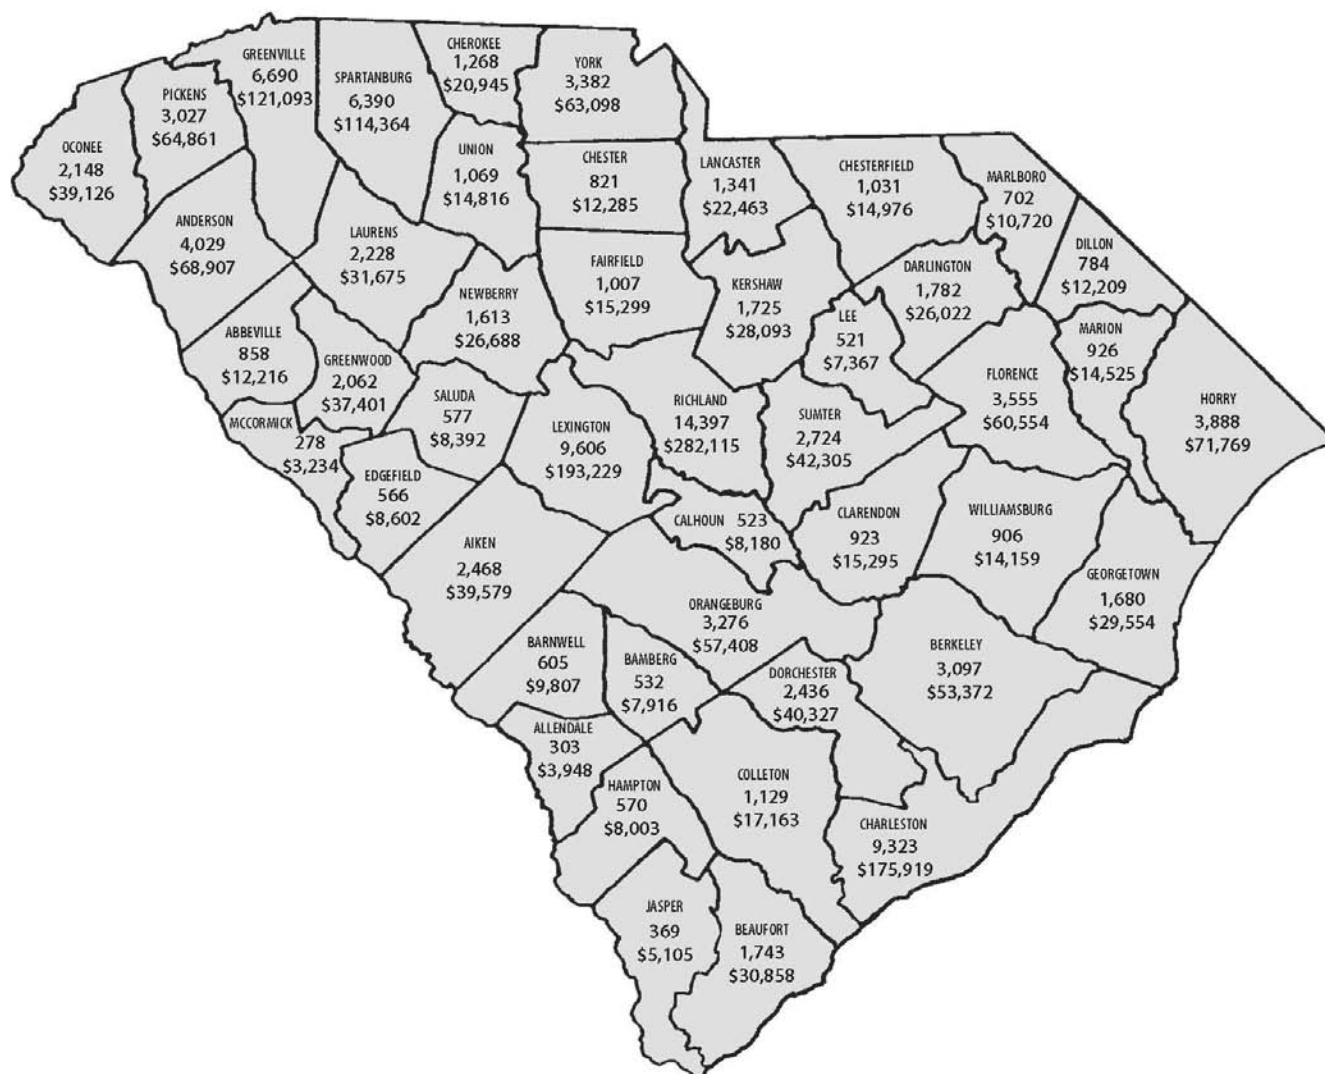 GREENVILLE
6,690
$121,093
SPARTANBURG
6,390
$114,364
CHEROKEE
1,268
$20,945
YORK
3,382
$63,098
PICKENS
3,027
$64,861
OCONEE
2,148
$39,126
UNION
1,069
$14,816
CHESTER
821
$12,285
LANCASTER
1,341
$22,463
CHESTERFIELD
1,031
$14,976
MARLBORO
702
$10,720
ANDERSON
4,029
$68,907
LAURENS
2,228
$31,675
DILLON
784
$12,209
FAIRFIELD
1,007
$15,299
KERSHAW
1,725
$28,093
DARLINGTON
1,782
$26,022
NEWBERRY
1,613
$26,688
LEE
521
$7,367
MARION
926
$14,525
ABBEVILLE
858
$12,216
GREENWOOD
2,062
$37,401
SALUDA
577
$8,392
RICHLAND
14,397
$282,115
FLORENCE
3,555
$60,554
HORRY
3,888
$71,769
MCCORMICK
278
$3,234
LEXINGTON
9,606
$193,229
SUMTER
2,724
$42,305
EDGEFIELD
566
$8,602
CALHOUN 523
$8,180
CLARENDON
923
$15,295
WILLIAMSBURG
906
$14,159
AIKEN
2,468
$39,579
GEORGETOWN
1,680
$29,554
ORANGEBURG
3,276
$57,408
BARNWELL
605
$9,807
BAMBERG
532
$7,916
DORCHESTER
2,436
$40,327
BERKELEY
3,097
$53,372
ALLENDALE
303
$3,948
HAMPTON
570
$8,003
COLLETON
1,129
$17,163
CHARLESTON
9,323
$175,919
JASPER
369
$5,105
BEAUFORT
1,743
$30,858